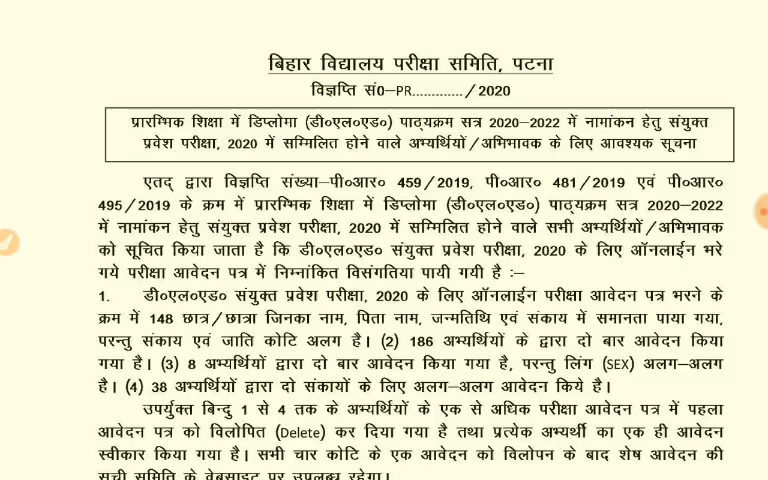 बिहार विद्यालय परीक्षा समिति, पटना
विज्ञप्ति सं0–PR............./2020
प्रारम्भिक शिक्षा में डिप्लोमा (डी०एल०एड०) पाठ्यक्रम सत्र 2020–2022 में नामांकन हेतु संयुक्त
प्रवेश परीक्षा, 2020 में सम्मिलित होने वाले अभ्यर्थियों/अभिभावक के लिए आवश्यक सूचना
एतद् द्वारा विज्ञप्ति संख्या–पी०आर० 459/2019, पी०आर० 481/2019 एवं पी०आर०
495/2019 के क्रम में प्रारम्भिक शिक्षा में डिप्लोमा (डी०एल०एड०) पाठ्यक्रम सत्र 2020–2022
में नामांकन हेतु संयुक्त प्रवेश परीक्षा, 2020 में सम्मिलित होने वाले सभी अभ्यर्थियों/अभिभावक
को सूचित किया जाता है कि डी०एल०एड० संयुक्त प्रवेश परीक्षा, 2020 के लिए ऑनलाईन भरे
गये परीक्षा आवेदन पत्र में निम्नांकित विसंगतिया पायी गयी है :–
1. डी०एल०एड० संयुक्त प्रवेश परीक्षा, 2020 के लिए ऑनलाईन परीक्षा आवेदन पत्र भरने के
क्रम में 148 छात्र/छात्रा जिनका नाम, पिता नाम, जन्मतिथि एवं संकाय में समानता पाया गया,
परन्तु संकाय एवं जाति कोटि अलग है। (2) 186 अभ्यर्थियों के द्वारा दो बार आवेदन किया
गया है। (3) 8 अभ्यर्थियों द्वारा दो बार आवेदन किया गया है, परन्तु लिंग (SEX) अलग–अलग
है। (4) 38 अभ्यर्थियों द्वारा दो संकायों के लिए अलग–अलग आवेदन किये है।
उपर्युक्त बिन्दु 1 से 4 तक के अभ्यर्थियों के एक से अधिक परीक्षा आवेदन पत्र में पहला
आवेदन पत्र को विलोपित (Delete) कर दिया गया है तथा प्रत्येक अभ्यर्थी का एक ही आवेदन
स्वीकार किया गया है। सभी चार कोटि के एक आवेदन को विलोपन के बाद शेष आवेदन की
सूची समिति के वेबसाइट पर उपलब्ध रहेगा।